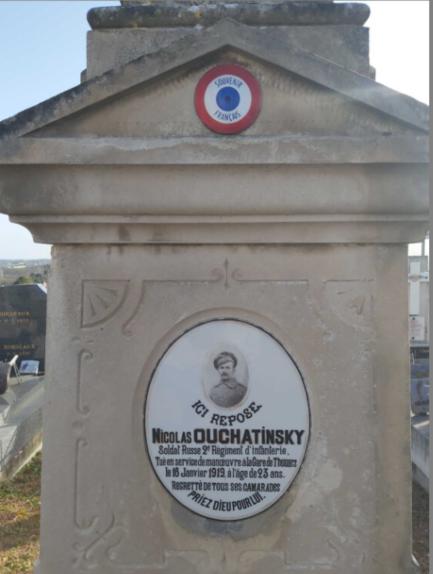 SOUVENIR
FRANÇAIS
ICI REPOSE
NICOLAS OUCHATINSKY
Soldat Russe 2e Régiment d'infanterie,
Tué en service de manœuvre à la Gare de Thouars
le 16 Janvier 1919, à l'âge de 23 ans.
REGRETTÉ DE TOUS SES CAMARADES
PRIEZ DIEU POUR LUI.
BORDEAUX